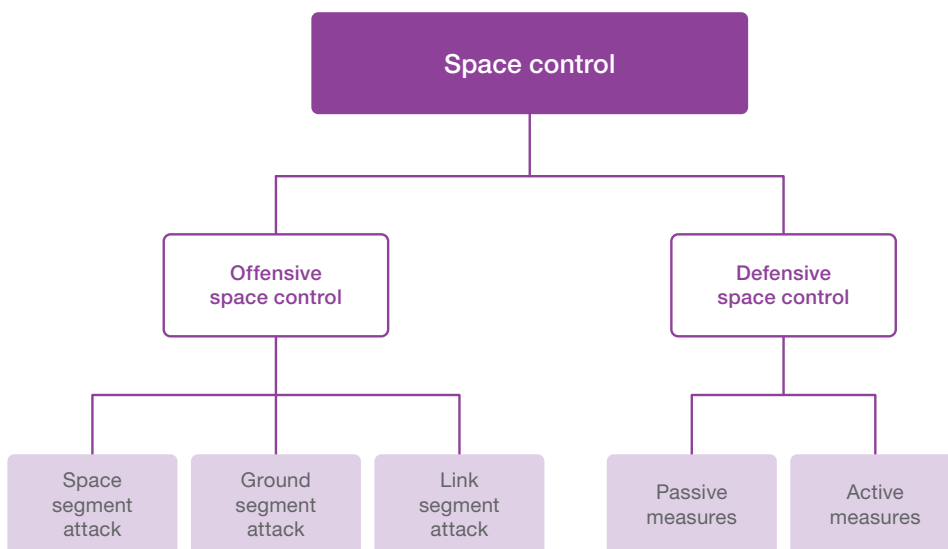 Space control
Offensive
space control
Defensive
space control
Space
segment
attack
Ground
segment
attack
Link
segment
attack
Passive
measures
Active
measures